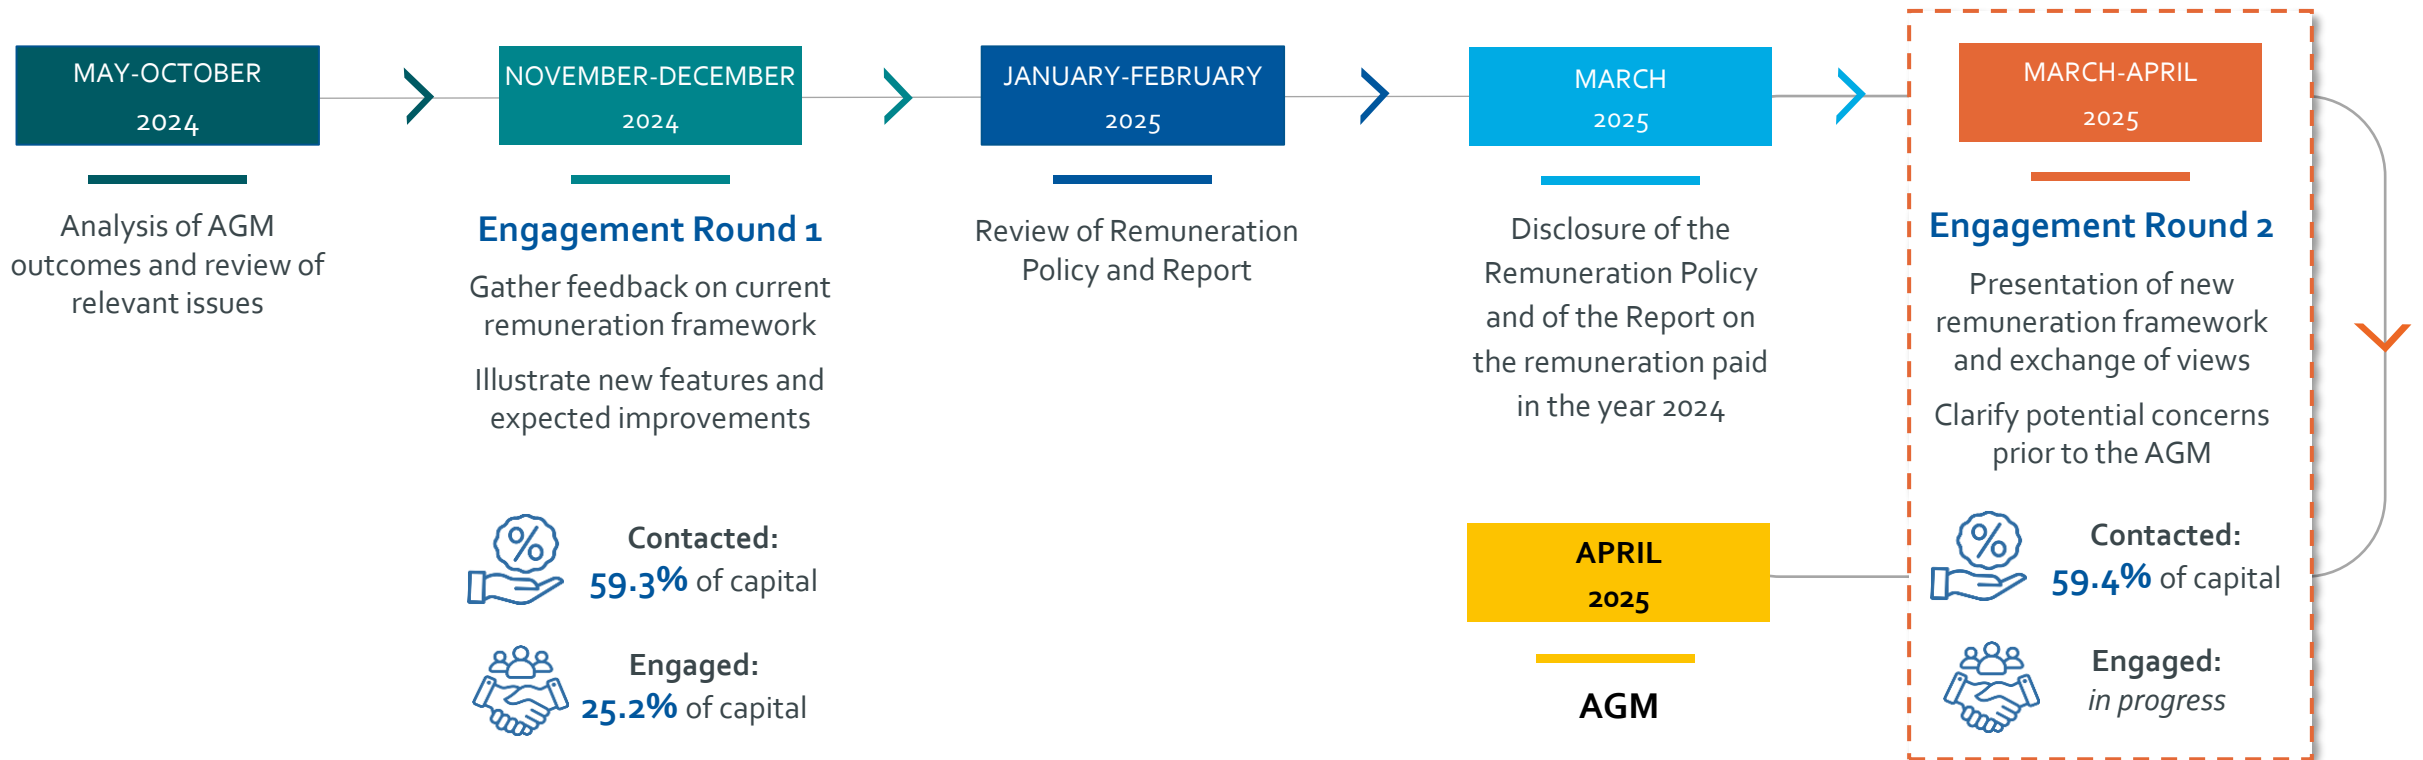 MAY-OCTOBER
2024
Analysis of AGM
outcomes and review of
relevant issues
NOVEMBER-DECEMBER
2024
Engagement Round 1
Gather feedback on current
remuneration framework
Illustrate new features and
expected improvements
%
Contacted:
59.3% of capital
Engaged:
25.2% of capital
JANUARY-FEBRUARY
2025
Review of Remuneration
Policy and Report
MARCH
2025
Disclosure of the
Remuneration Policy
and of the Report on
the remuneration paid
in the year 2024
MARCH-APRIL
2025
Engagement Round 2
Presentation of new
remuneration framework
and exchange of views
Clarify potential concerns
prior to the AGM
%
Contacted:
59.4% of capital
Engaged:
in progress
APRIL
2025
AGM